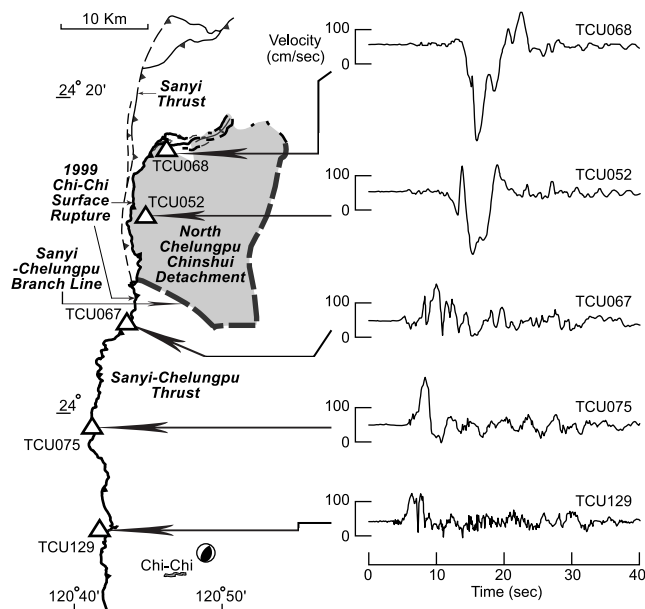 10 Km
24° 20'
Sanyi
Thrust
TCU068
1999
Chi-Chi
Surface
Rupture
TCU052
North
Chelungpu
Chinshui
Detachment
Sanyi
-Chelungpu
Branch Line
TCU067
Sanyi-Chelungpu
Thrust
24°
TCU075
TCU129
Chi-Chi
120°40'
120°50'
Velocity
(cm/sec)
100
0
TCU068
100
0
TCU052
100
0
TCU067
100
0
TCU075
100
0
TCU129
0 10 20 30 40
Time (sec)